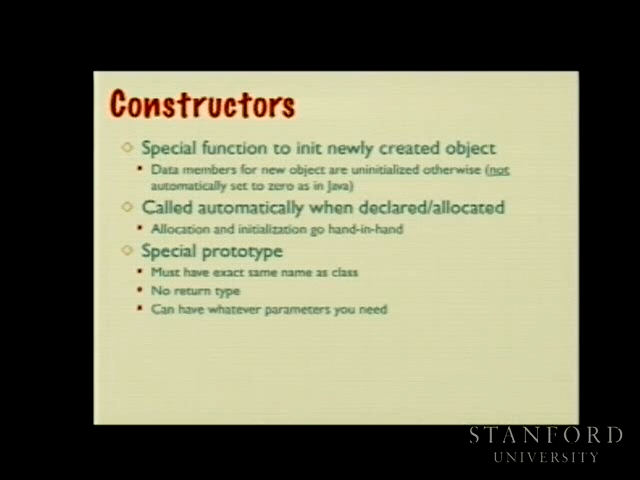 Constructors
Special function to init newly created object
Data members for new object are uninitialized otherwise (not
automatically set to zero as in Java)
Called automatically when declared/allocated
Allocation and initialization go hand-in-hand
Special prototype
Must have exact same name as class
No return type
Can have whatever parameters you need
STANFORD
UNIVERSITY